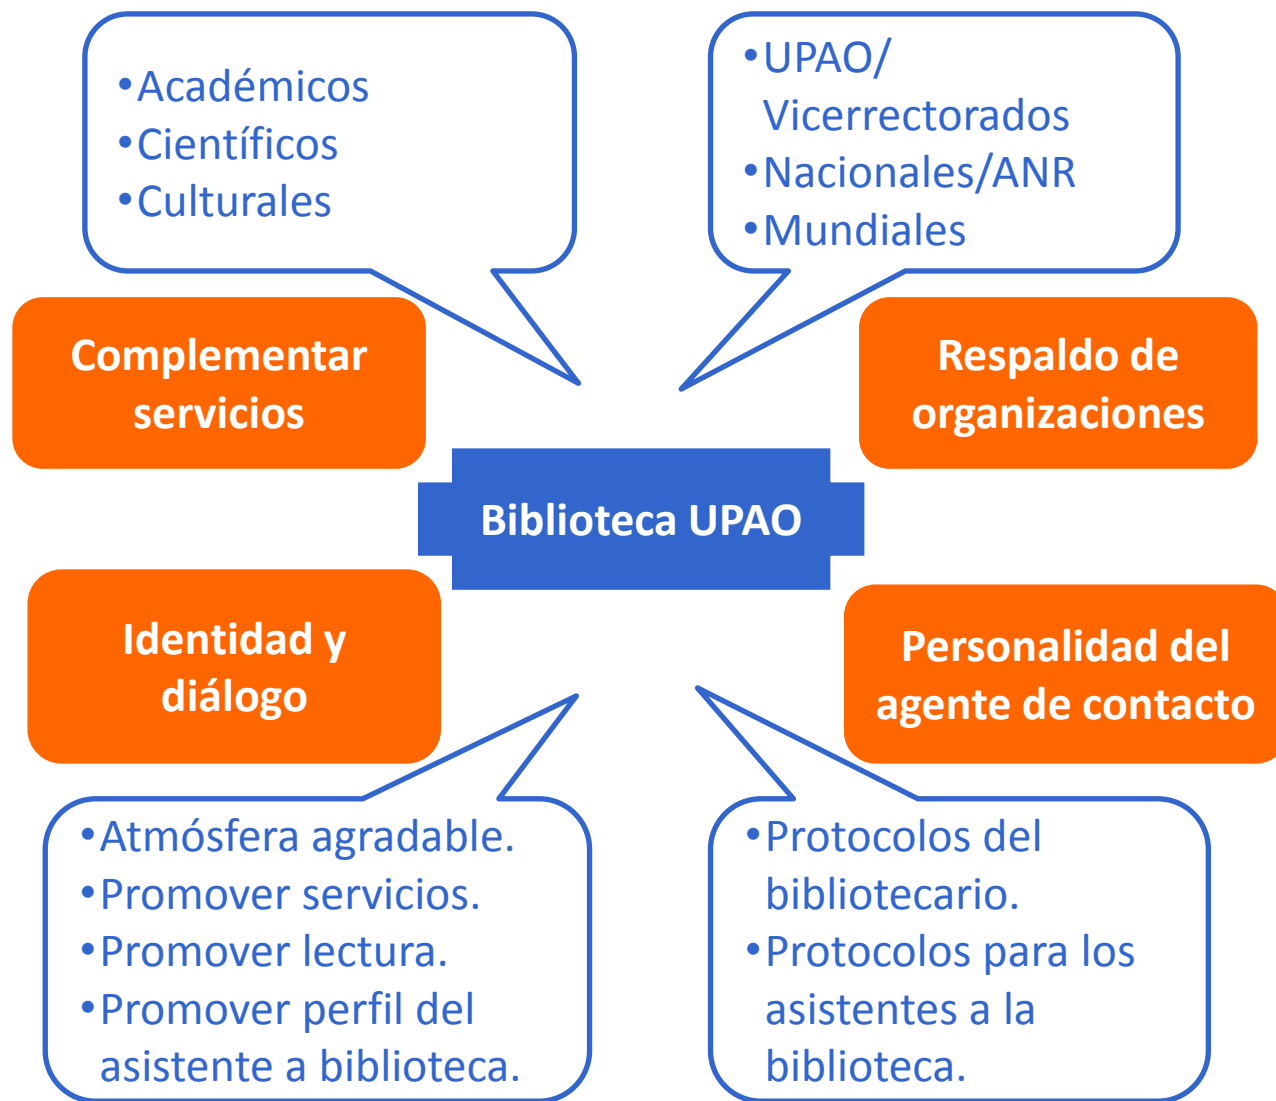 •Académicos
•Científicos
•Culturales
•UPAO/
Vicerrectorados
•Nacionales/ANR
•Mundiales
Complementar
servicios
Respaldo de
organizaciones
Biblioteca UPAO
Identidad y
diálogo
Personalidad del
agente de contacto
•Atmósfera agradable.
•Promover servicios.
•Promover lectura.
•Promover perfil del
asistente a biblioteca.
•Protocolos del
bibliotecario.
•Protocolos para los
asistentes a la
biblioteca.